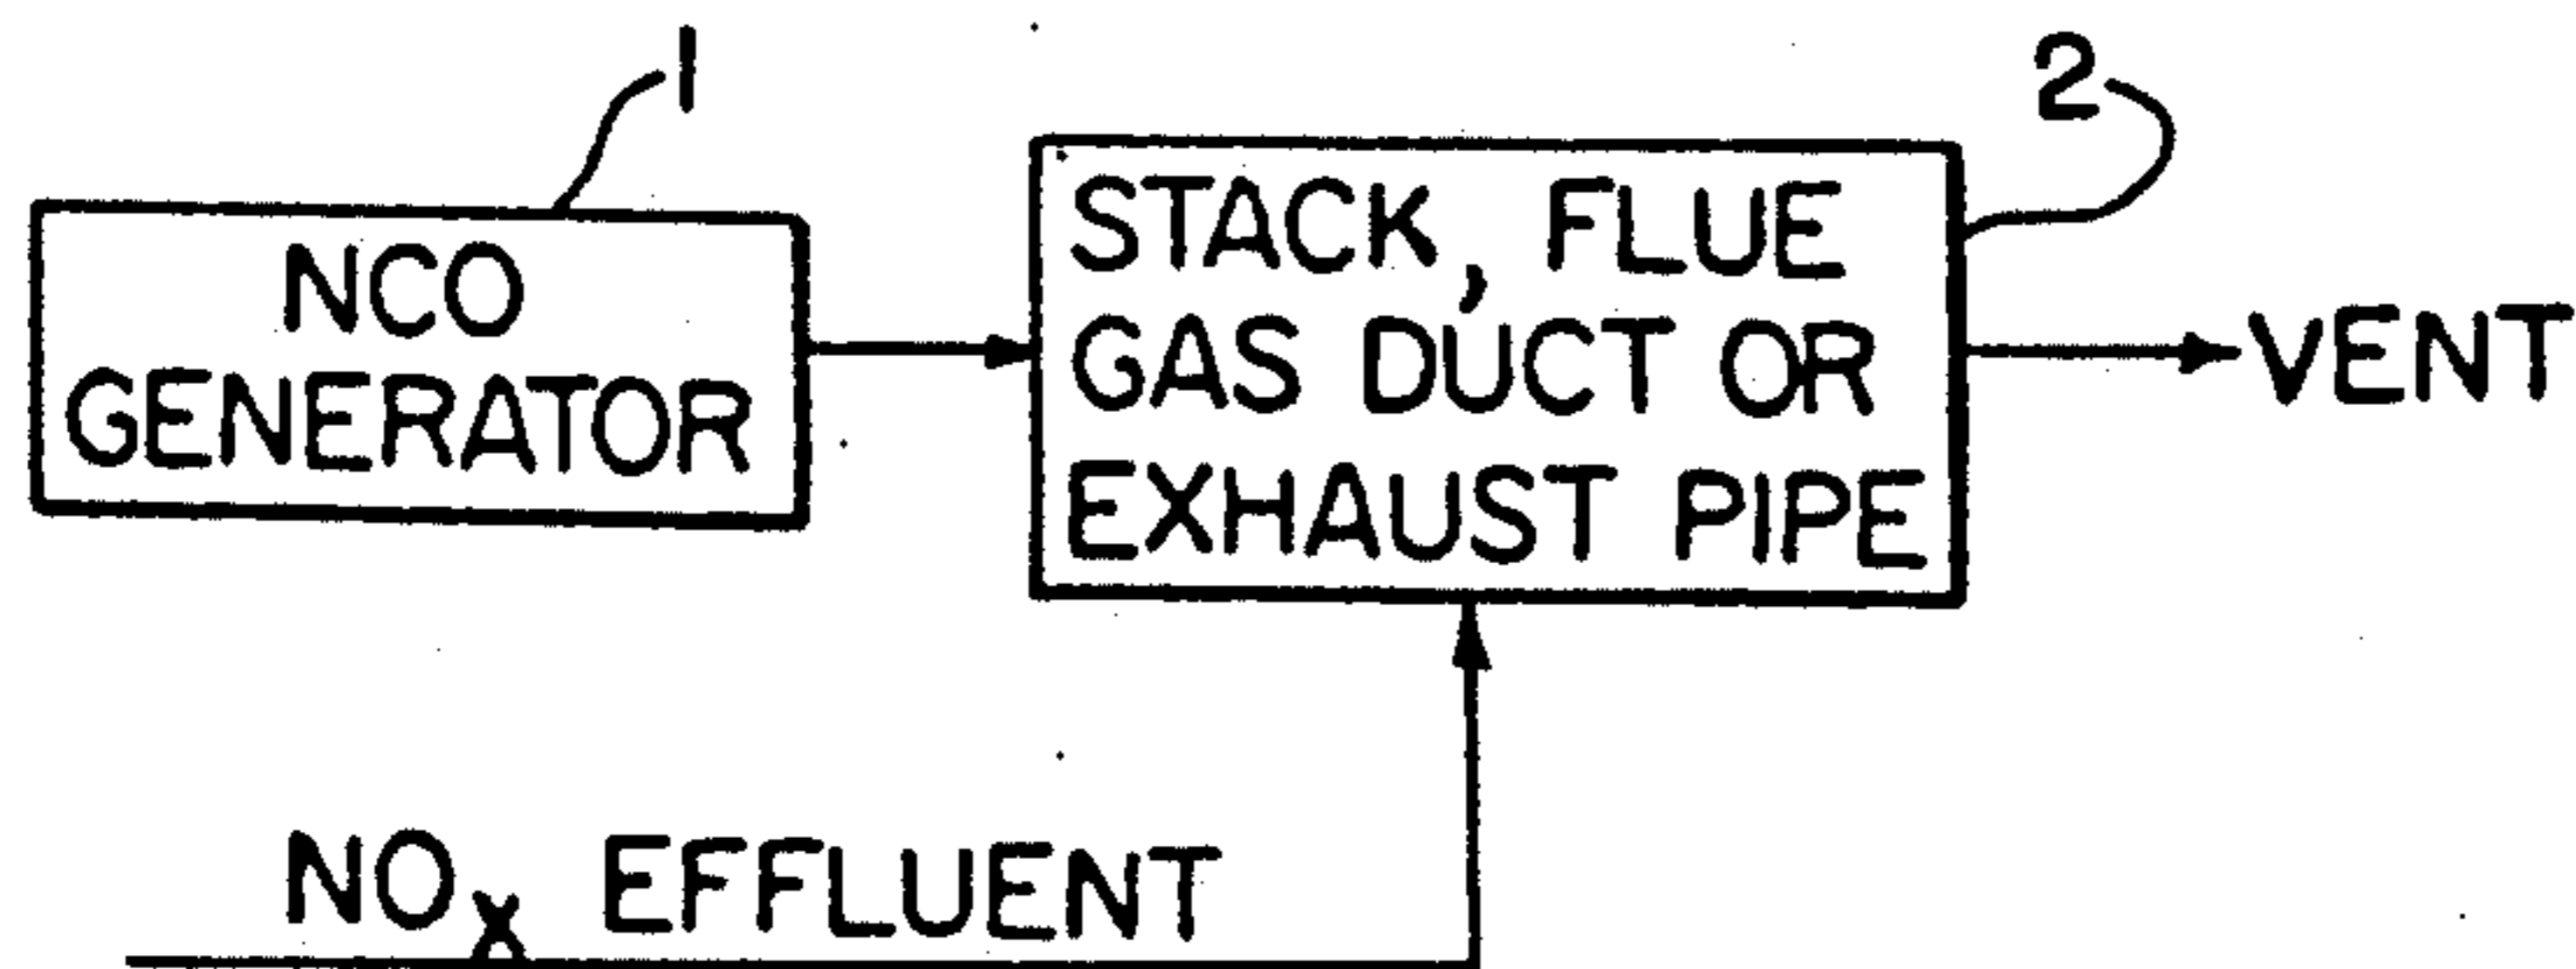 1
2
NCO
GENERATOR
STACK, FLUE
GAS DUCT OR
EXHAUST PIPE
VENT
NOx EFFLUENT